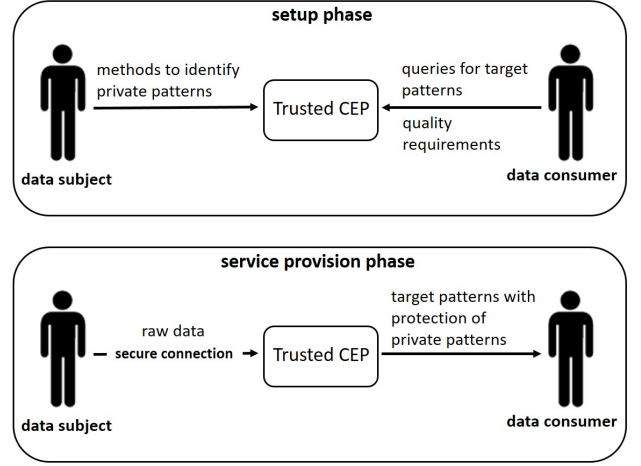 setup phase
methods to identify
private patterns
Trusted CEP
queries for target
patterns
quality
requirements
data subject
data consumer
service provision phase
raw data
secure connection
Trusted CEP
target patterns with
protection of
private patterns
data subject
data consumer